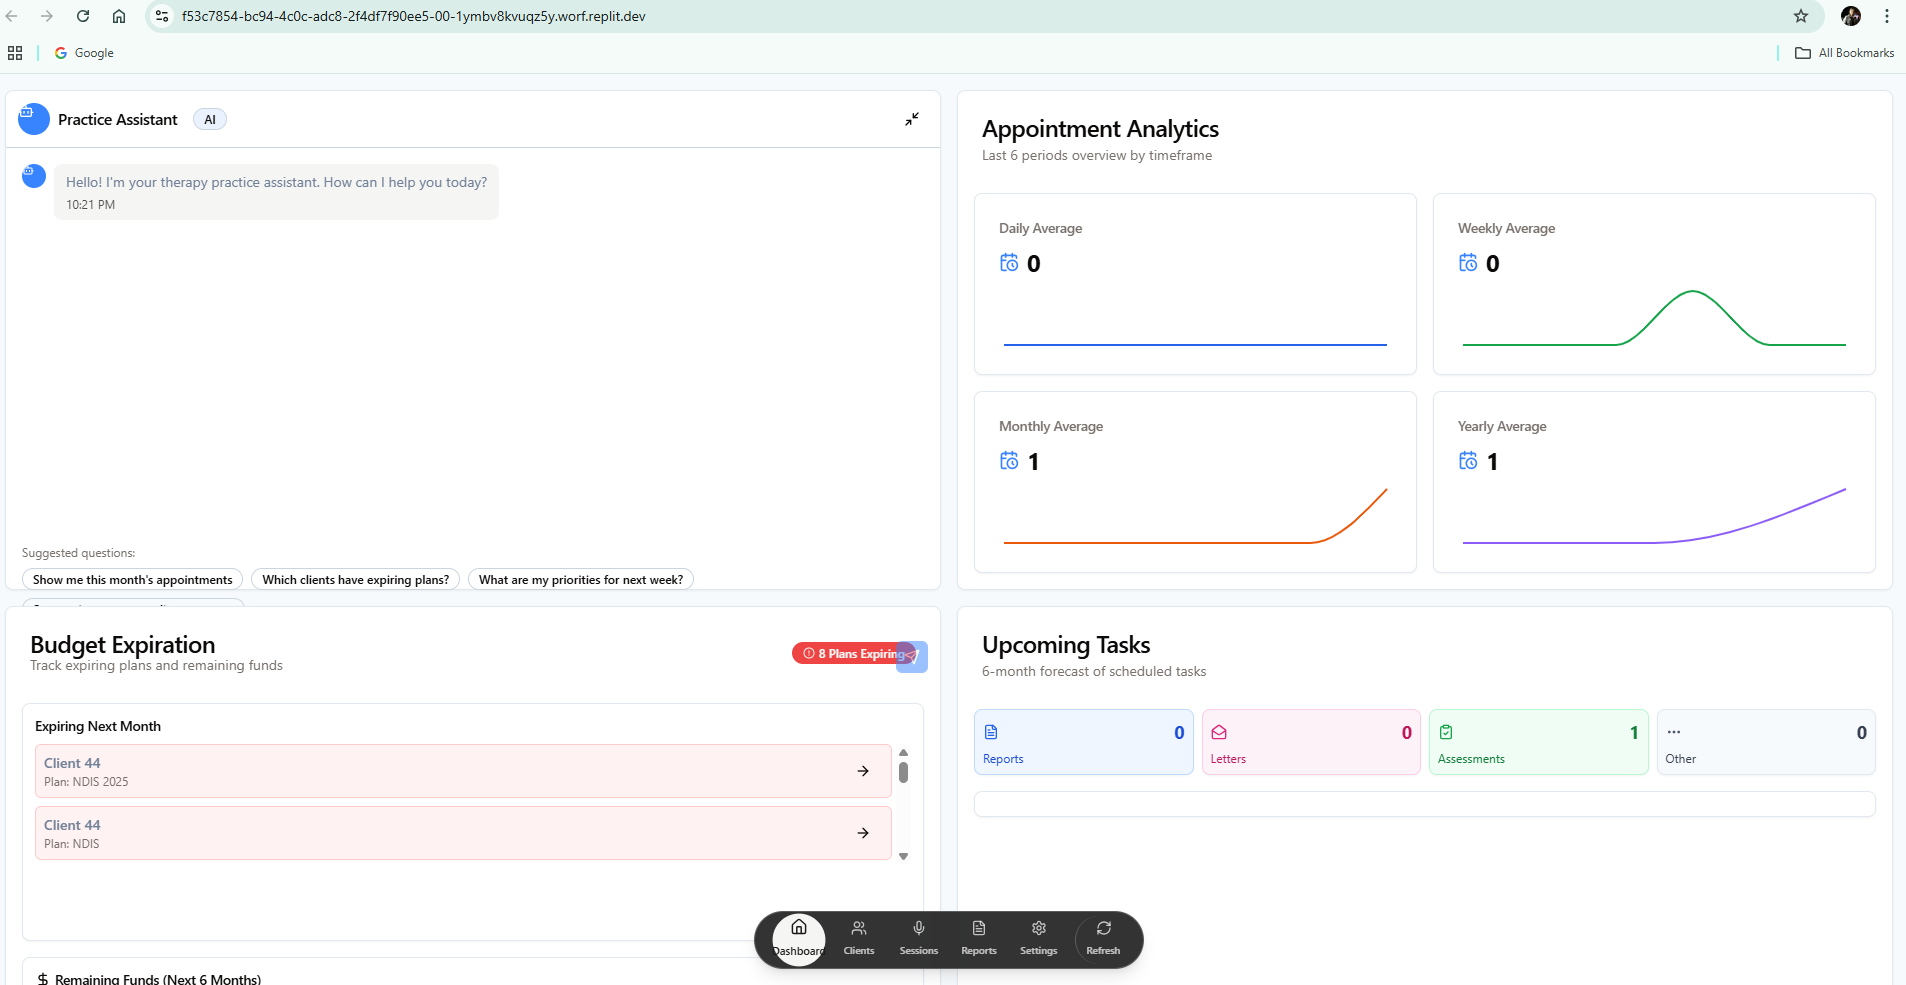 f53c7854-bc94-4c0c-adc8-2f4df7f90ee5-00-1ymbv8kvuqz5y.worf.replit.dev
Google
All Bookmarks
Practice Assistant
AI
Hello! I'm your therapy practice assistant. How can I help you today?
10:21 PM
Suggested questions:
Show me this month's appointments
Which clients have expiring plans?
What are my priorities for next week?
Appointment Analytics
Last 6 periods overview by timeframe
Daily Average
0
Weekly Average
0
Monthly Average
1
Yearly Average
1
Budget Expiration
Track expiring plans and remaining funds
8 Plans Expiring
Expiring Next Month
Client 44
Plan: NDIS 2025
Client 44
Plan: NDIS
$ Remaining Funds (Next 6 Months)
Upcoming Tasks
6-month forecast of scheduled tasks
0
Reports
0
Letters
1
Assessments
0
Other
Dashboard
Clients
Sessions
Reports
Settings
Refresh